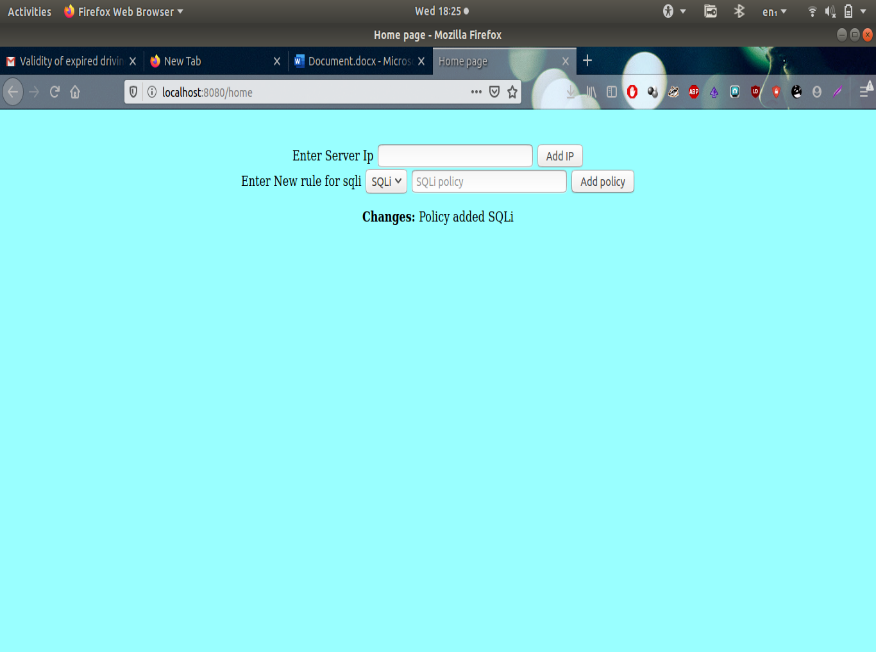 Activities Firefox Web Browser Wed 18:25 en₁
Home page - Mozilla Firefox
Validity of expired drivin New Tab Document.docx - Micros Home page
localhost:8080/home
Enter Server Ip Add IP
Enter New rule for sqli SQLi SQLi policy Add policy
Changes: Policy added SQLi